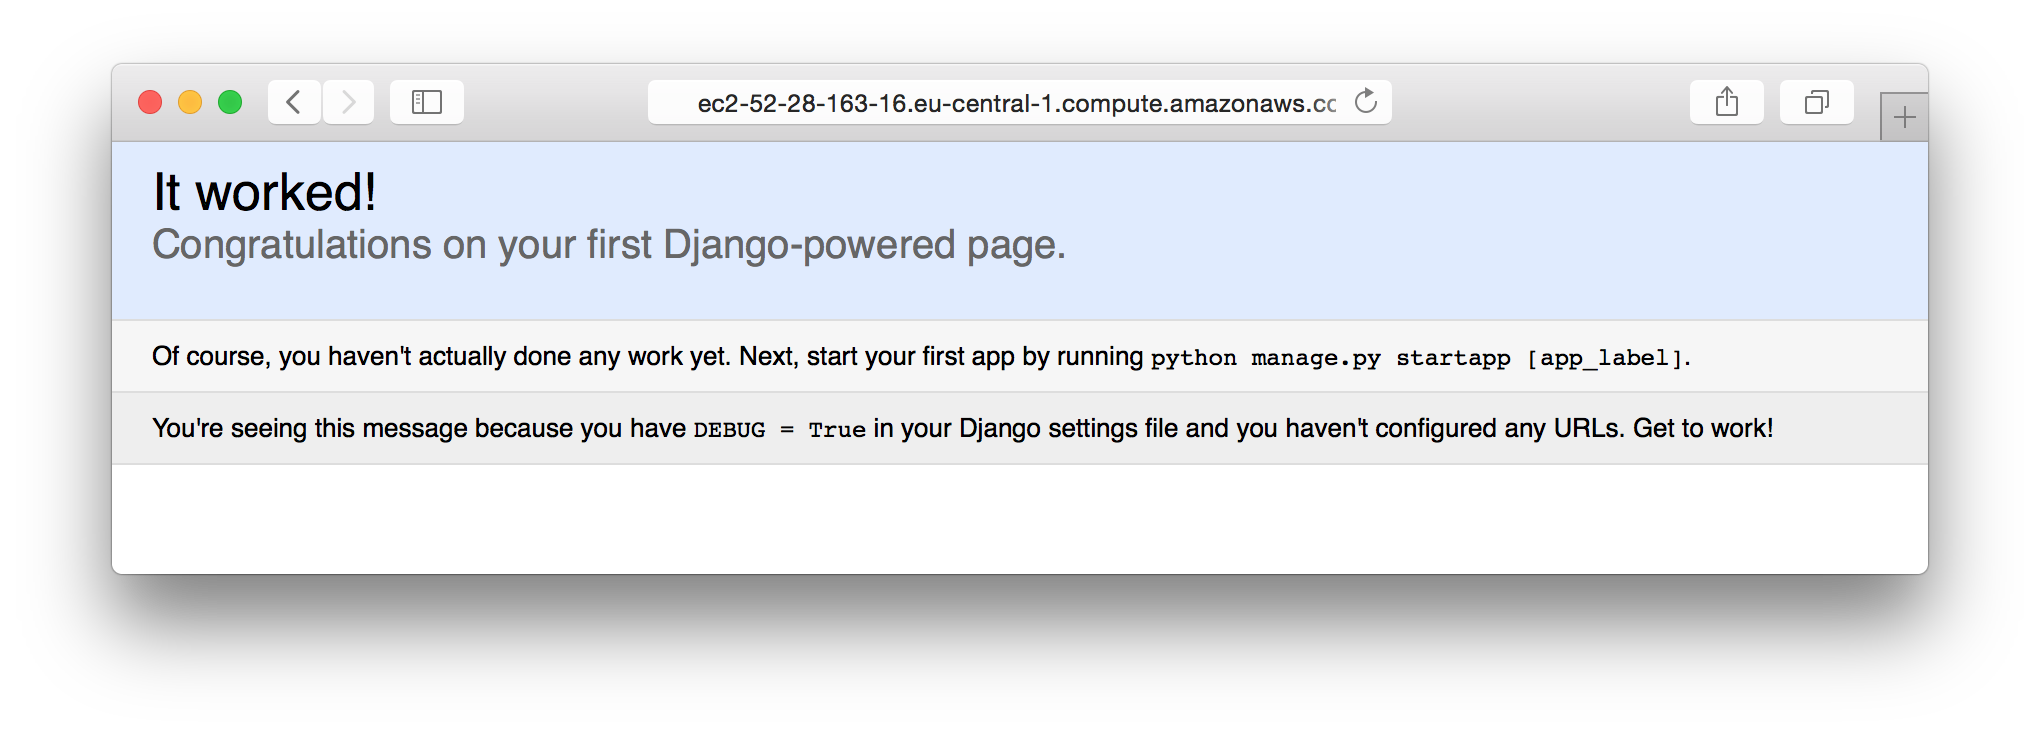 ec2-52-28-163-16.eu-central-1.compute.amazonaws.cc
It worked!
Congratulations on your first Django-powered page.
Of course, you haven't actually done any work yet. Next, start your first app by running python manage.py startapp [app_label].
You're seeing this message because you have DEBUG = True in your Django settings file and you haven't configured any URLs. Get to work!